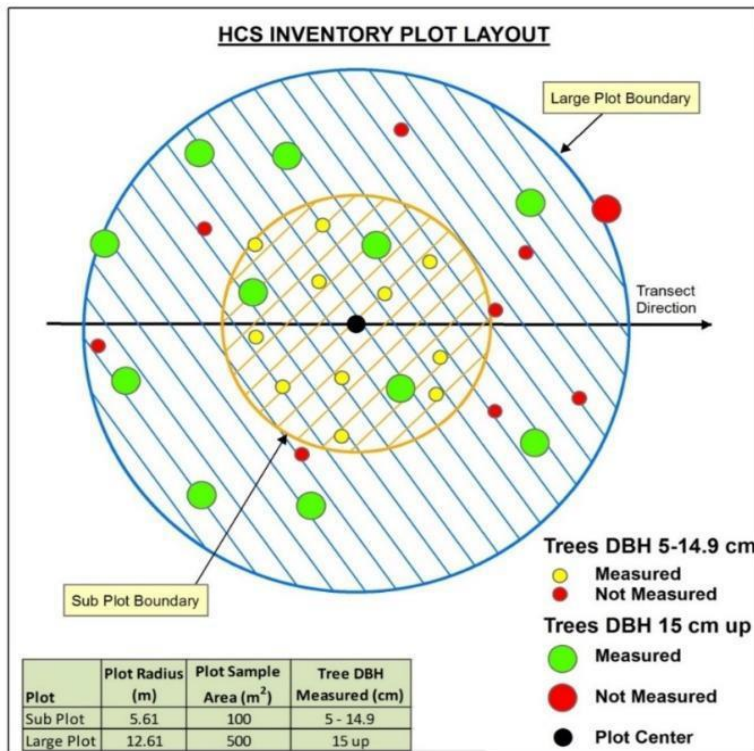 HCS INVENTORY PLOT LAYOUT
Large Plot Boundary
Transect
Direction
Sub Plot Boundary
Trees DBH 5-14.9 cm
Measured
Not Measured
Trees DBH 15 cm up
Measured
Not Measured
Plot Center
Plot Plot Radius (m) Plot Sample Area (m²) Tree DBH Measured (cm)
Sub Plot 5.61 100 5 - 14.9
Large Plot 12.61 500 15 up